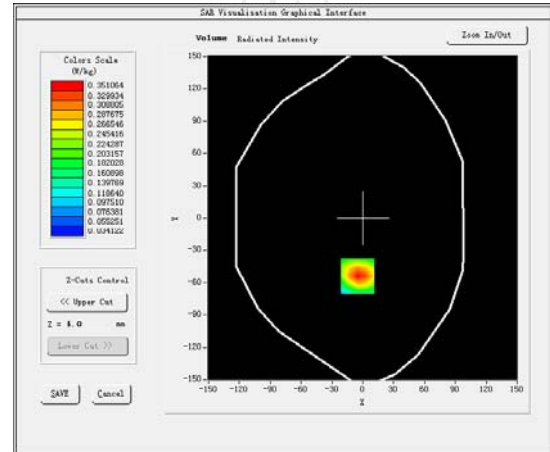 SAR Visualisation Graphical Interface
Volume Radiated Intensity
Zoom In/Out
Colors Scale
(W/kg)
0.351064
0.329934
0.308805
0.287675
0.266546
0.245416
0.224287
0.203157
0.182028
0.160898
0.139769
0.118640
0.097510
0.076381
0.055251
0.034122
Z-Cuts Control
<< Upper Cut
Z = 4.0 mm
Lower Cut >>
SAVE Cancel
150
120
90
60
30
Y 0
-30
-60
-90
-120
-150
-150 -120 -90 -60 -30 0 30 60 90 120 150
X